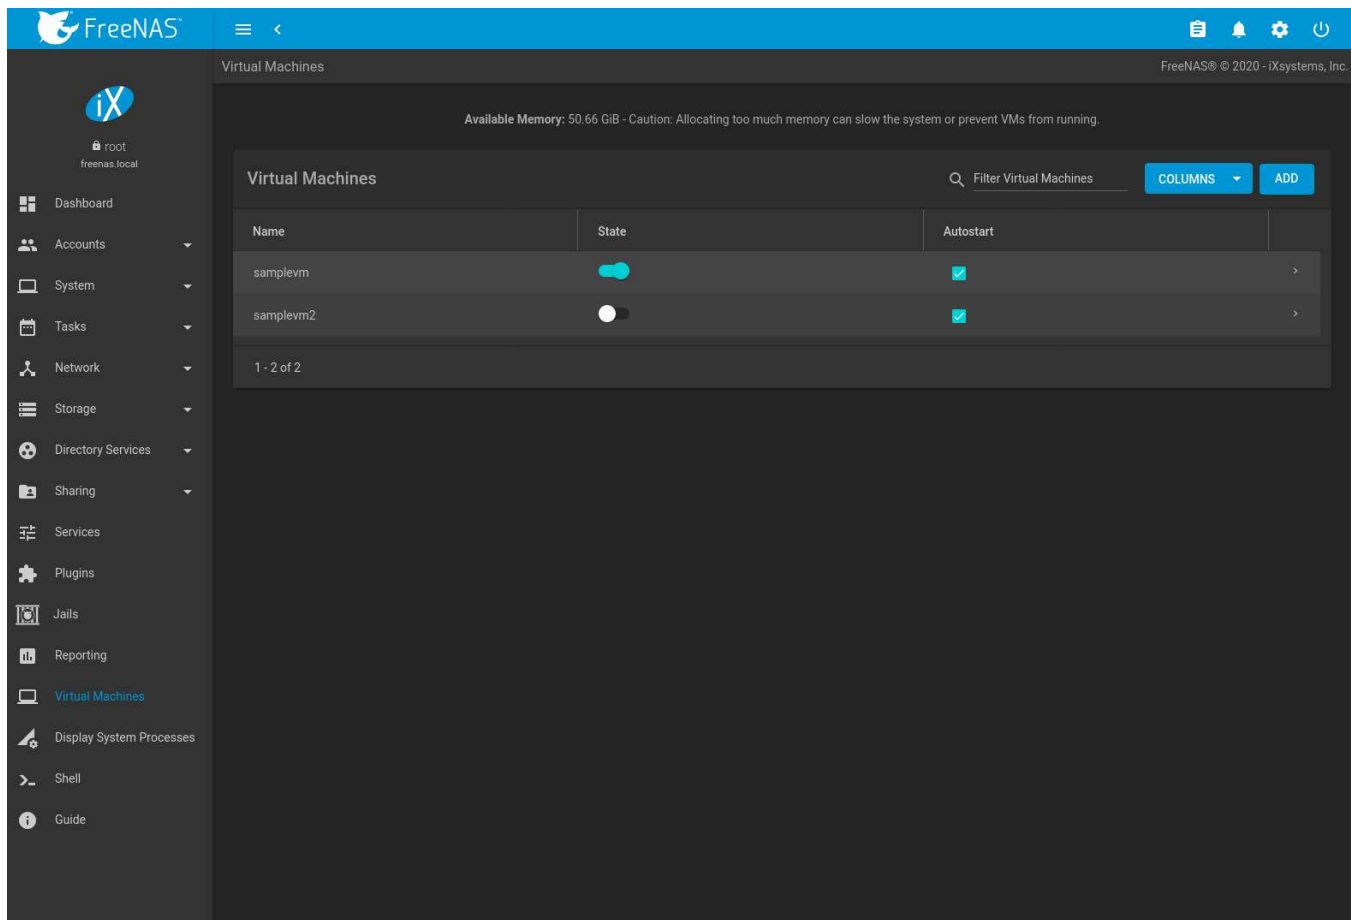 FreeNAS™
Virtual Machines
FreeNAS® © 2020 - iXsystems, Inc.
iX
root
freenas.local
Available Memory: 50.66 GiB - Caution: Allocating too much memory can slow the system or prevent VMs from running.
Virtual Machines
Filter Virtual Machines
COLUMNS
ADD
Name State Autostart
samplevm
samplevm2
1 - 2 of 2
Dashboard
Accounts
System
Tasks
Network
Storage
Directory Services
Sharing
Services
Plugins
Jails
Reporting
Virtual Machines
Display System Processes
Shell
Guide